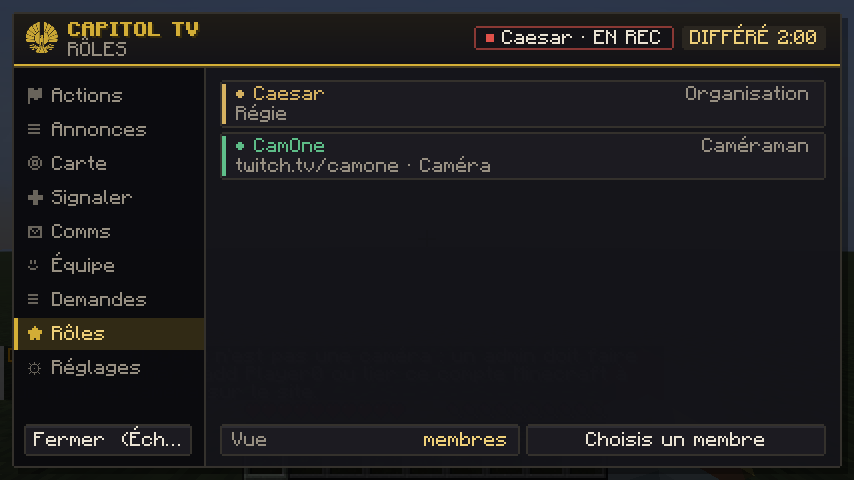 CAPITOL TV
RÔLES
Caesar · EN REC
DIFFÉRÉ 2:00
Actions
Annonces
Carte
Signaler
Comms
Équipe
Demandes
Rôles
Réglages
Fermer (Éch...
Caesar
Organisation
Régie
CamOne
Caméraman
twitch.tv/camone · Caméra
Vue
membres
Choisis un membre